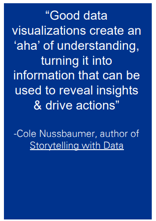 “Good data
visualizations create an
‘aha’ of understanding,
turning it into
information that can be
used to reveal insights
& drive actions”
-Cole Nussbaumer, author of
Storytelling with Data